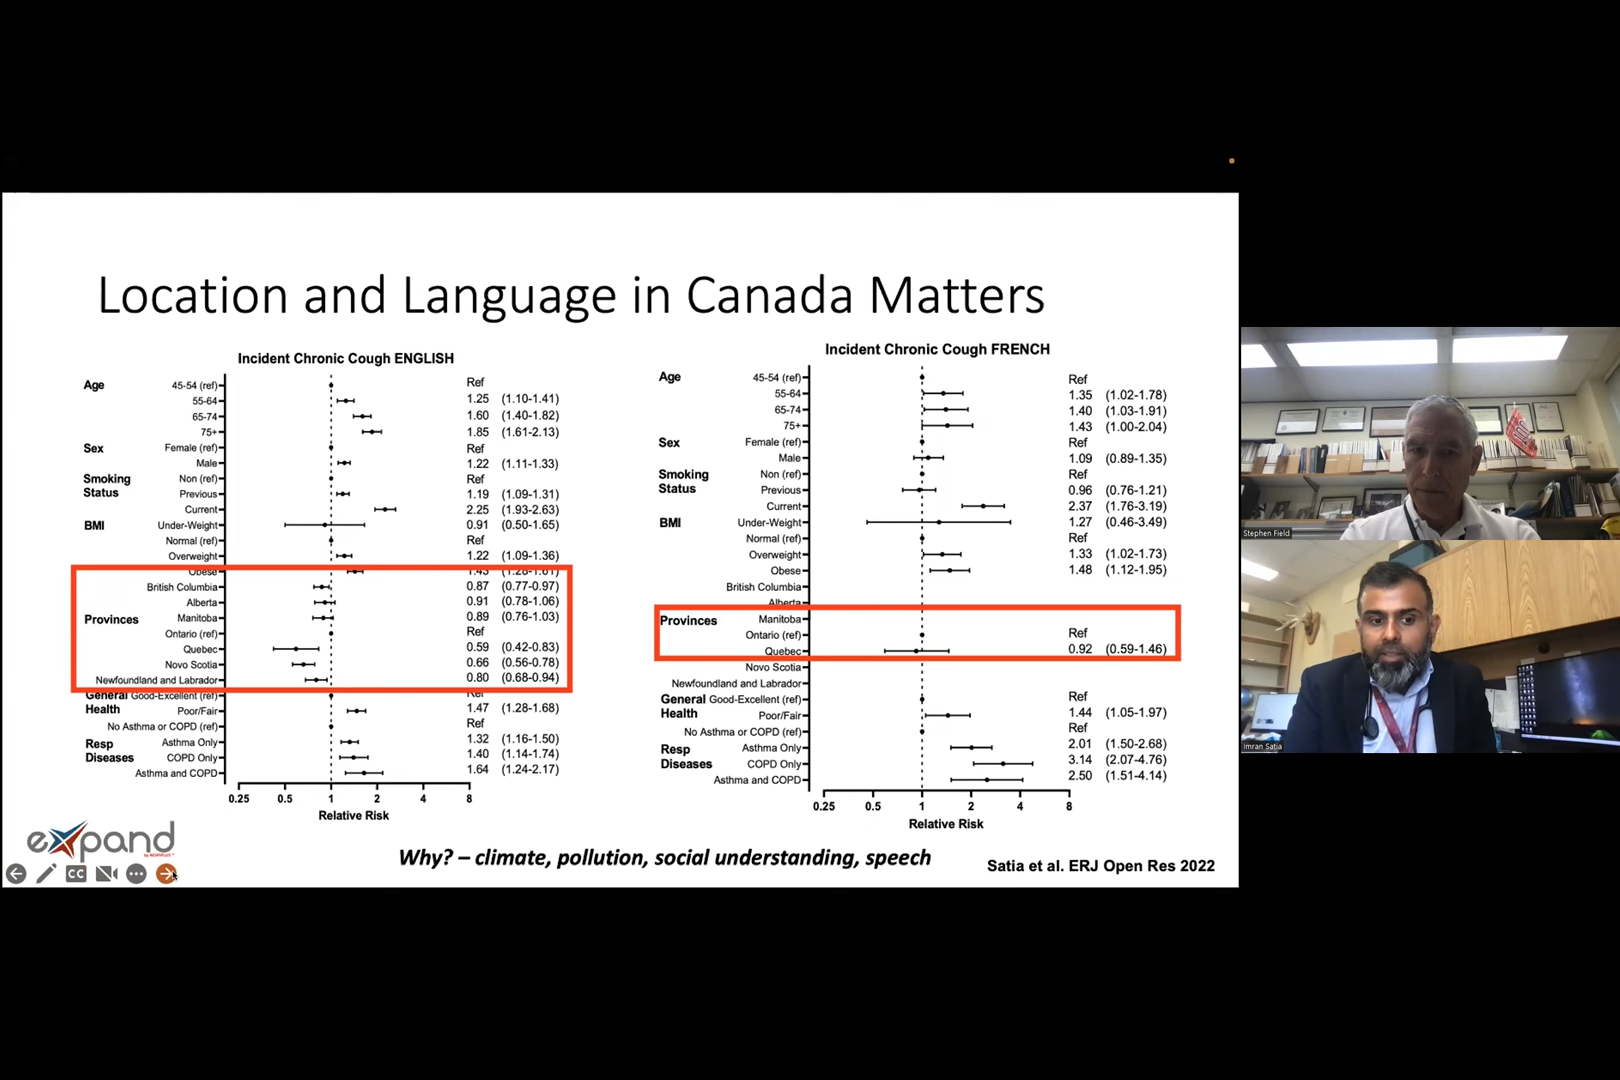 Location and Language in Canada Matters
Incident Chronic Cough ENGLISH
Age
45-54 (ref) Ref
55-64 1.25 (1.10-1.41)
65-74 1.60 (1.40-1.82)
75+ 1.85 (1.61-2.13)
Sex
Female (ref) Ref
Male 1.22 (1.11-1.33)
Smoking Status
Non (ref) Ref
Previous 1.19 (1.09-1.31)
Current 2.25 (1.93-2.63)
BMI
Under-Weight 0.91 (0.50-1.65)
Normal (ref) Ref
Overweight 1.22 (1.09-1.36)
Obese 1.43 (1.28-1.61)
Provinces
British Columbia 0.87 (0.77-0.97)
Alberta 0.91 (0.78-1.06)
Manitoba 0.89 (0.76-1.03)
Ontario (ref) Ref
Quebec 0.59 (0.42-0.83)
Novo Scotia 0.66 (0.56-0.78)
Newfoundland and Labrador 0.80 (0.68-0.94)
General Health
Good-Excellent (ref) Ref
Poor/Fair 1.47 (1.28-1.68)
Resp Diseases
No Asthma or COPD (ref) Ref
Asthma Only 1.32 (1.16-1.50)
COPD Only 1.40 (1.14-1.74)
Asthma and COPD 1.64 (1.24-2.17)
0.25 0.5 1 2 4 8
Relative Risk
Incident Chronic Cough FRENCH
Age
45-54 (ref) Ref
55-64 1.35 (1.02-1.78)
65-74 1.40 (1.03-1.91)
75+ 1.43 (1.00-2.04)
Sex
Female (ref) Ref
Male 1.09 (0.89-1.35)
Smoking Status
Non (ref) Ref
Previous 0.96 (0.76-1.21)
Current 2.37 (1.76-3.19)
BMI
Under-Weight 1.27 (0.46-3.49)
Normal (ref) Ref
Overweight 1.33 (1.02-1.73)
Obese 1.48 (1.12-1.95)
British Columbia
Alberta
Provinces
Manitoba
Ontario (ref) Ref
Quebec 0.92 (0.59-1.46)
Novo Scotia
Newfoundland and Labrador
General Health
Good-Excellent (ref) Ref
Poor/Fair 1.44 (1.05-1.97)
Resp Diseases
No Asthma or COPD (ref) Ref
Asthma Only 2.01 (1.50-2.68)
COPD Only 3.14 (2.07-4.76)
Asthma and COPD 2.50 (1.51-4.14)
0.25 0.5 1 2 4 8
Relative Risk
expand
CC
Why? – climate, pollution, social understanding, speech
Satia et al. ERJ Open Res 2022
Stephen Field
Imran Satia